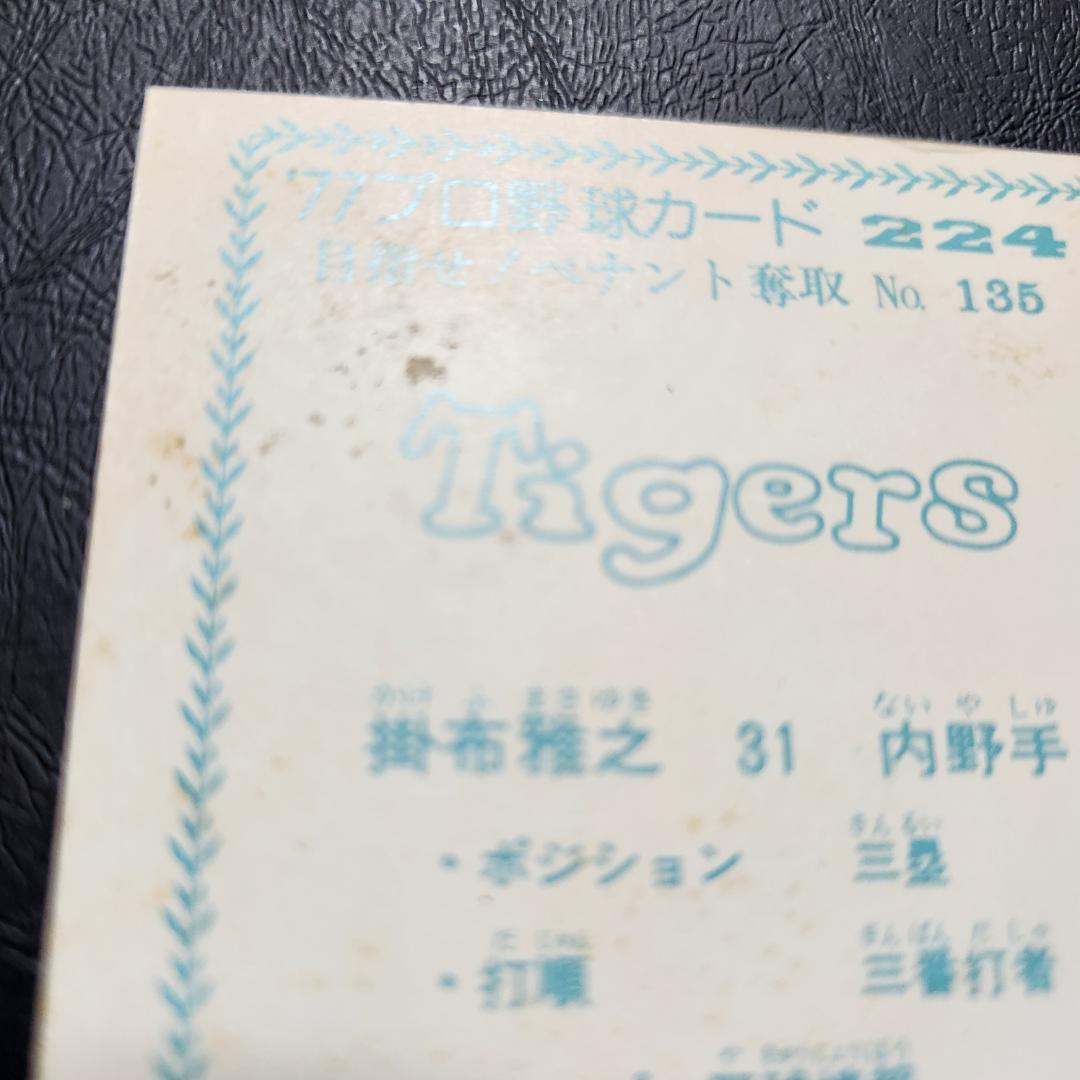 '77プロ野球カード 224
目指せ!ペナント奪取 No. 135
Tigers
かけ ふ まさ ゆき ない や しゅ
掛布雅之 31 内野手
さんるい
・ポジション 三塁
だ じゅん さんばん だ しゃ
・打順 三番打者